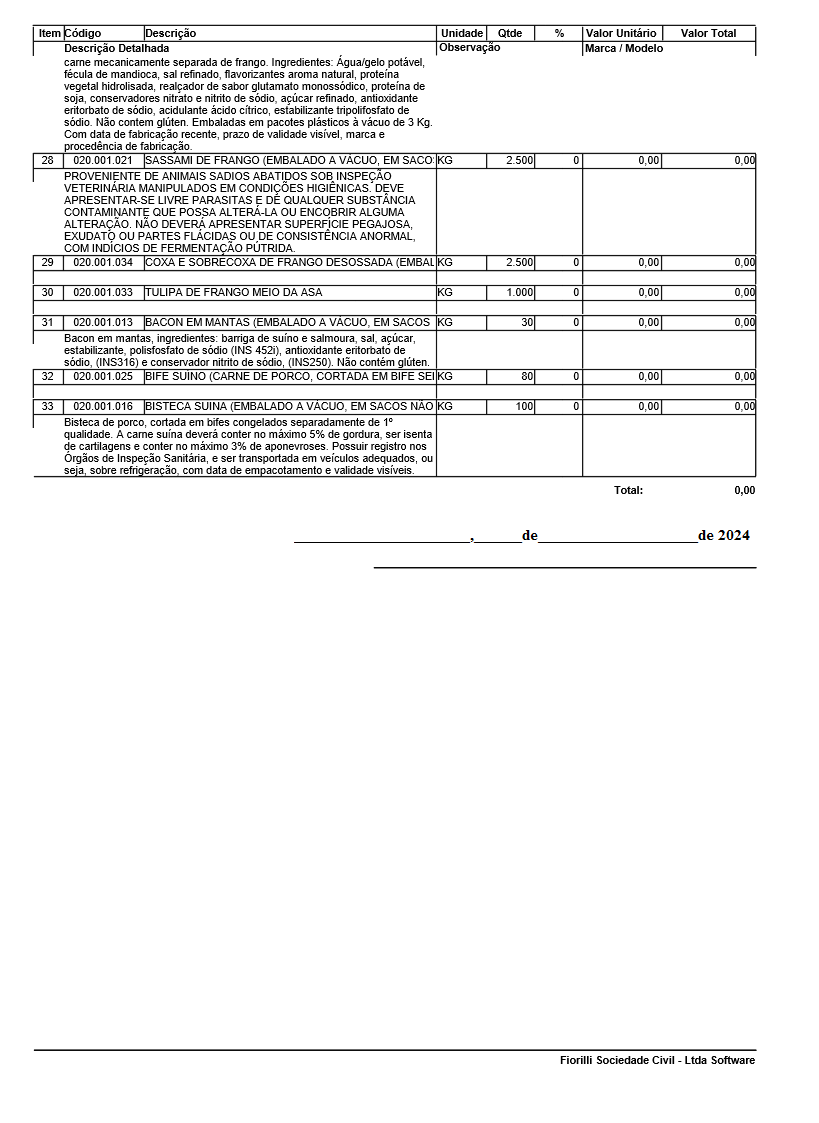 Item Código Descrição Unidade Qtde % Valor Unitário Valor Total
Descrição Detalhada Observação Marca / Modelo
carne mecanicamente separada de frango. Ingredientes: Água/gelo potável,
fécula de mandioca, sal refinado, flavorizantes aroma natural, proteína
vegetal hidrolisada, realçador de sabor glutamato monossódico, proteína de
soja, conservadores nitrato e nitrito de sódio, açúcar refinado, antioxidante
eritorbato de sódio, acidulante ácido cítrico, estabilizante tripolifosfato de
sódio. Não contem glúten. Embaladas em pacotes plásticos à vácuo de 3 Kg.
Com data de fabricação recente, prazo de validade visível, marca e
procedência de fabricação.
28 020.001.021 SASSAMI DE FRANGO (EMBALADO A VÁCUO, EM SACO KG 2.500 0 0,00 0,00
PROVENIENTE DE ANIMAIS SADIOS ABATIDOS SOB INSPEÇÃO
VETERINÁRIA MANIPULADOS EM CONDIÇÕES HIGIÊNICAS. DEVE
APRESENTAR-SE LIVRE PARASITAS E DE QUALQUER SUBSTÂNCIA
CONTAMINANTE QUE POSSA ALTERÁ-LA OU ENCOBRIR ALGUMA
ALTERAÇÃO. NÃO DEVERÁ APRESENTAR SUPERFÍCIE PEGAJOSA,
EXUDATO OU PARTES FLÁCIDAS OU DE CONSISTÊNCIA ANORMAL,
COM INDÍCIOS DE FERMENTAÇÃO PÚTRIDA.
29 020.001.034 COXA E SOBRECOXA DE FRANGO DESOSSADA (EMBAL KG 2.500 0 0,00 0,00
30 020.001.033 TULIPA DE FRANGO MEIO DA ASA KG 1.000 0 0,00 0,00
31 020.001.013 BACON EM MANTAS (EMBALADO A VÁCUO, EM SACOS KG 30 0 0,00 0,00
Bacon em mantas, ingredientes: barriga de suíno e salmoura, sal, açúcar,
estabilizante, polisfosfato de sódio (INS 452i), antioxidante eritorbato de
sódio, (INS316) e conservador nitrito de sódio, (INS250). Não contém glúten.
32 020.001.025 BIFE SUINO (CARNE DE PORCO, CORTADA EM BIFE SEI KG 80 0 0,00 0,00
33 020.001.016 BISTECA SUINA (EMBALADO A VÁCUO, EM SACOS NÃO KG 100 0 0,00 0,00
Bisteca de porco, cortada em bifes congelados separadamente de 1º
qualidade. A carne suína deverá conter no máximo 5% de gordura, ser isenta
de cartilagens e conter no máximo 3% de aponevroses. Possuir registro nos
Órgãos de Inspeção Sanitária, e ser transportada em veículos adequados, ou
seja, sobre refrigeração, com data de empacotamento e validade visíveis.
Total: 0,00
______________________,______de____________________de 2024
Fiorilli Sociedade Civil - Ltda Software